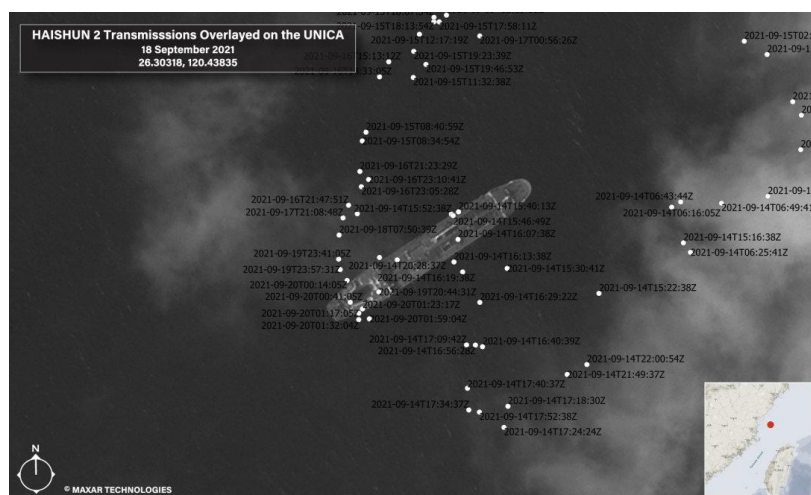 HAISHUN 2 Transmisssions Overlayed on the UNICA
18 September 2021
26.30318, 120.43835
2021-09-15T17:58:11Z
2021-09-15T12:17:19Z
2021-09-17T00:56:26Z
2021-09-15T19:23:39Z
2021-09-15T19:46:53Z
2021-09-15T11:32:38Z
2021-09-15T08:40:59Z
2021-09-15T08:34:54Z
2021-09-16T21:23:29Z
2021-09-16T23:10:41Z
2021-09-16T23:05:28Z
2021-09-14T06:43:44Z
2021-09-16T21:47:51Z
2021-09-14T15:52:38Z
2021-09-14T15:40:13Z
2021-09-14T06:16:05Z
2021-09-14T06:49:41
2021-09-17T21:08:48Z
2021-09-14T15:46:49Z
2021-09-18T07:50:39Z
2021-09-14T16:07:38Z
2021-09-14T15:16:38Z
2021-09-14T06:25:41Z
2021-09-19T23:41:05Z
2021-09-14T20:28:37Z
2021-09-14T16:13:38Z
2021-09-14T15:30:41Z
2021-09-19T23:57:31Z
2021-09-14T16:19:39Z
2021-09-20T00:14:05Z
2021-09-19T20:44:31Z
2021-09-14T15:22:38Z
2021-09-20T00:41:05Z
2021-09-20T01:23:17Z
2021-09-14T16:29:22Z
2021-09-20T01:17:05Z
2021-09-20T01:59:04Z
2021-09-20T01:32:04Z
2021-09-14T17:09:42Z
2021-09-14T16:40:39Z
2021-09-14T16:56:28Z
2021-09-14T22:00:54Z
2021-09-14T21:49:37Z
2021-09-14T17:40:37Z
2021-09-14T17:34:37Z
2021-09-14T17:18:30Z
2021-09-14T17:52:38Z
2021-09-14T17:24:24Z
N
© MAXAR TECHNOLOGIES